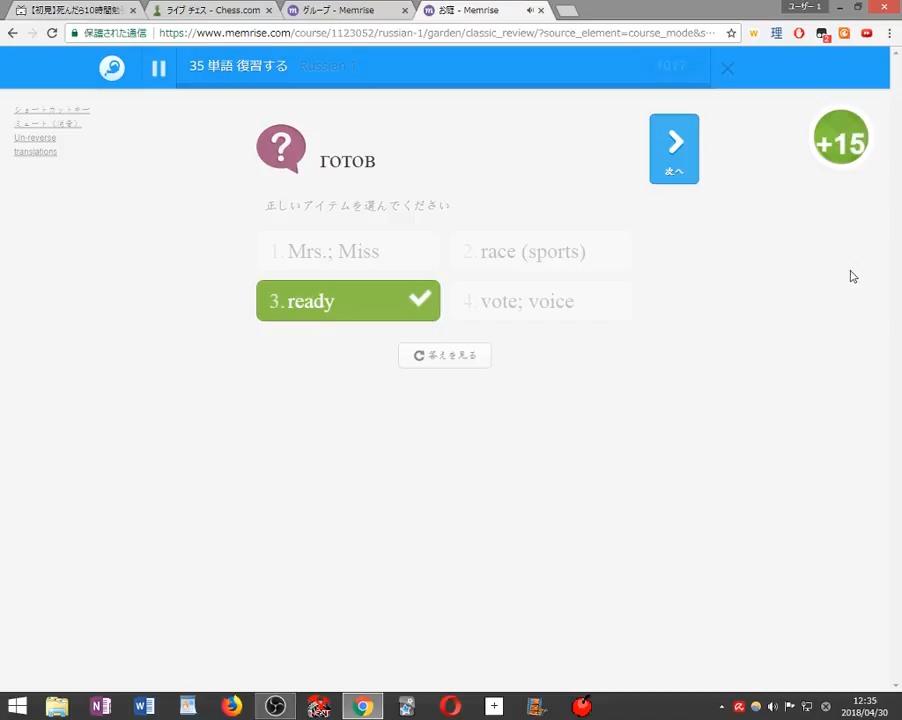 【初見】死んだら10時間勉
ライブ チェス - Chess.com
グループ - Memrise
お庭 - Memrise
ユーザー 1
保護された通信
https://www.memrise.com/course/1123052/russian-1/garden/classic_review/?source_element=course_mode&s...
35 単語 復習する
Russian 1
ショートカットキー
ミュート (消音)
Un-reverse
translations
готов
次へ
+15
正しいアイテムを選んでください
1. Mrs.; Miss
2. race (sports)
3. ready
4. vote; voice
答えを見る
12:35
2018/04/30